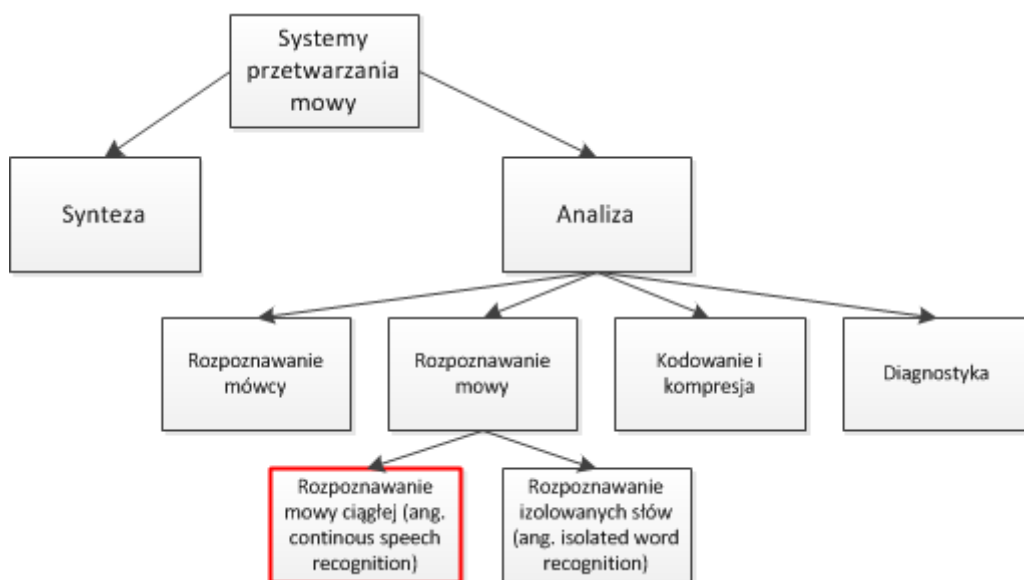 Systemy
przetwarzania
mowy
Synteza
Analiza
Rozpoznawanie
mówcy
Rozpoznawanie
mowy
Kodowanie i
kompresja
Diagnostyka
Rozpoznawanie
mowy ciągłej (ang.
continous speech
recognition)
Rozpoznawanie
izolowanych słów
(ang. isolated word
recognition)